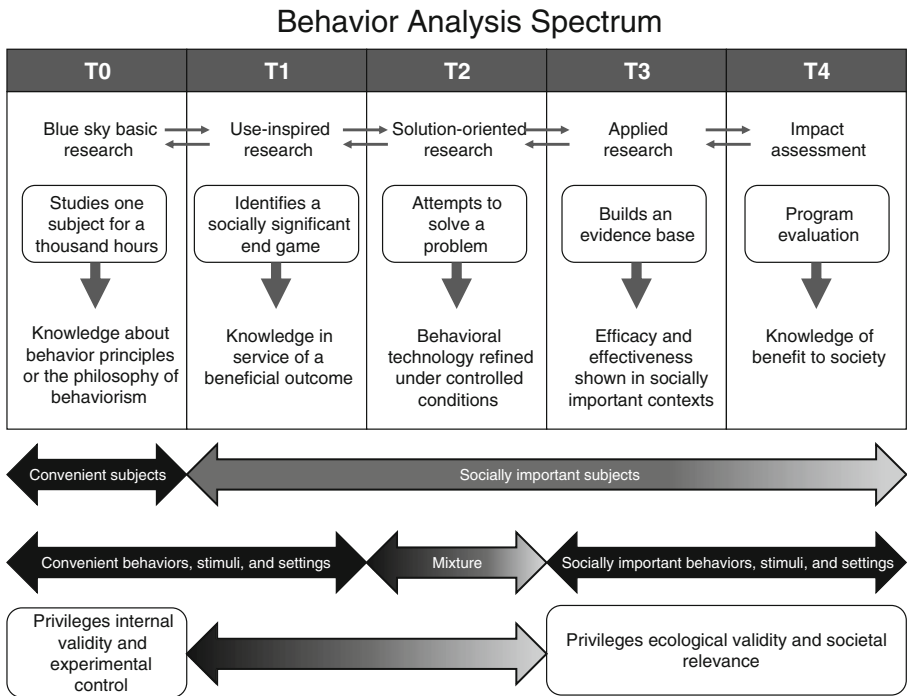 Behavior Analysis Spectrum
T0
T1
T2
T3
T4
Blue sky basic
research
Use-inspired
research
Solution-oriented
research
Applied
research
Impact
assessment
Studies one
subject for a
thousand hours
Identifies a
socially significant
end game
Attempts to
solve a
problem
Builds an
evidence base
Program
evaluation
Knowledge about
behavior principles
or the philosophy of
behaviorism
Knowledge in
service of a
beneficial outcome
Behavioral
technology refined
under controlled
conditions
Efficacy and
effectiveness
shown in socially
important contexts
Knowledge of
benefit to society
Convenient subjects
Socially important subjects
Convenient behaviors, stimuli, and settings
Mixture
Socially important behaviors, stimuli, and settings
Privileges internal
validity and
experimental
control
Privileges ecological validity and societal
relevance